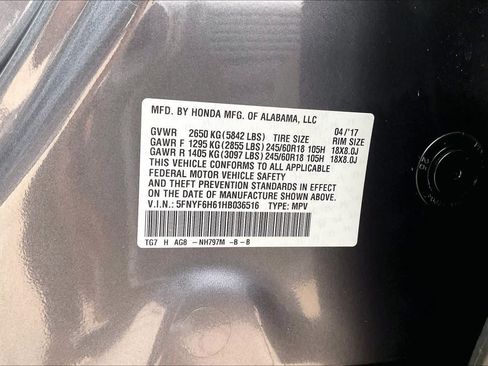 MFD. BY HONDA MFG. OF ALABAMA, LLC
GVWR 2650 KG (5842 LBS) TIRE SIZE 04/'17 RIM SIZE
GAWR F 1295 KG (2855 LBS) 245/60R18 105H 18X8.0J
GAWR R 1405 KG (3097 LBS) 245/60R18 105H 18X8.0J
THIS VEHICLE CONFORMS TO ALL APPLICABLE
FEDERAL MOTOR VEHICLE SAFETY
AND THEFT PREVENTION STANDARDS IN EFFECT
ON THE DATE OF MANUFACTURE SHOWN ABOVE.
V.I.N.: 5FNYF6H61HB036516 TYPE: MPV
TG7 H AG8 - NH797M -B - B